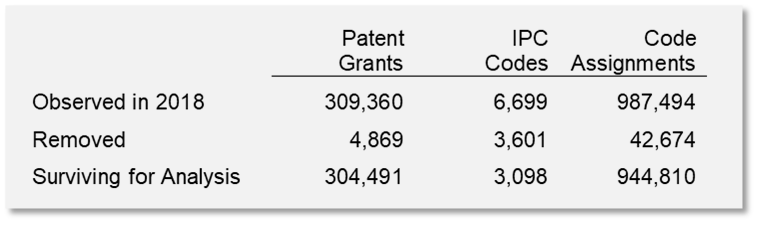 Patent IPC Code
Grants Codes Assignments
Observed in 2018 309,360 6,699 987,494
Removed 4,869 3,601 42,674
Surviving for Analysis 304,491 3,098 944,810